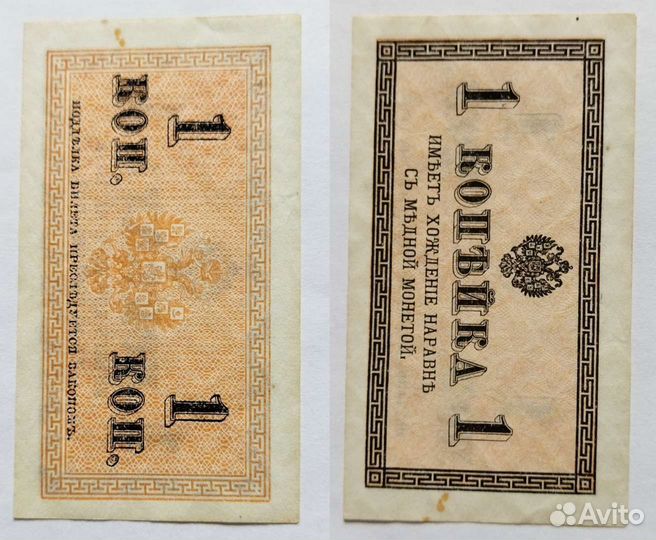 1 1
КОП. КОП.
ПОДДѢЛКА БИЛЕТА ПРЕСЛѢДУЕТСЯ ЗАКОНОМЪ.
1 КОПѢЙКА 1
ИМѢЕТЪ ХОЖДЕНІЕ НАРАВНѢ
СЪ МѢДНОЙ МОНЕТОЙ.
Avito